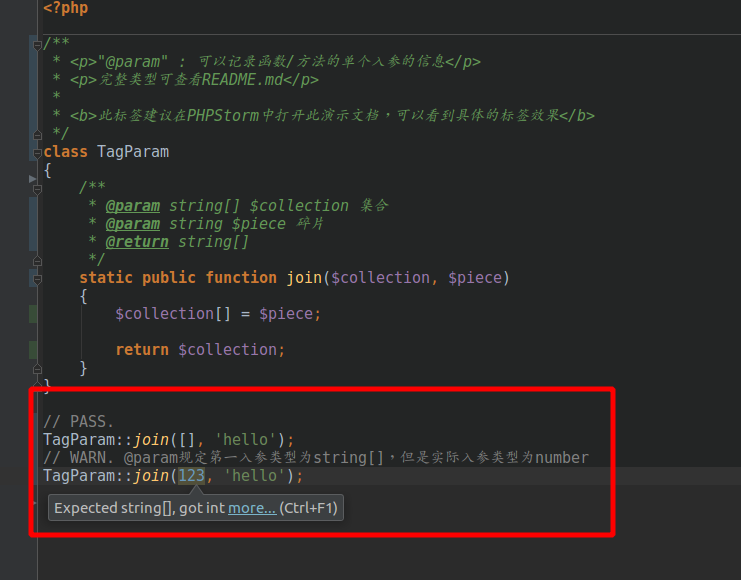 <?php
/**
* <p>"@param" : 可以记录函数/方法的单个入参的信息</p>
* <p>完整类型可查看README.md</p>
*
* <b>此标签建议在PHPStorm中打开此演示文档，可以看到具体的标签效果</b>
*/
class TagParam
{
/**
* @param string[] $collection 集合
* @param string $piece 碎片
* @return string[]
*/
static public function join($collection, $piece)
{
$collection[] = $piece;
return $collection;
}
}
// PASS.
TagParam::join([], 'hello');
// WARN. @param规定第一入参类型为string[]，但是实际入参类型为number
TagParam::join(123, 'hello');
Expected string[], got int more... (Ctrl+F1)